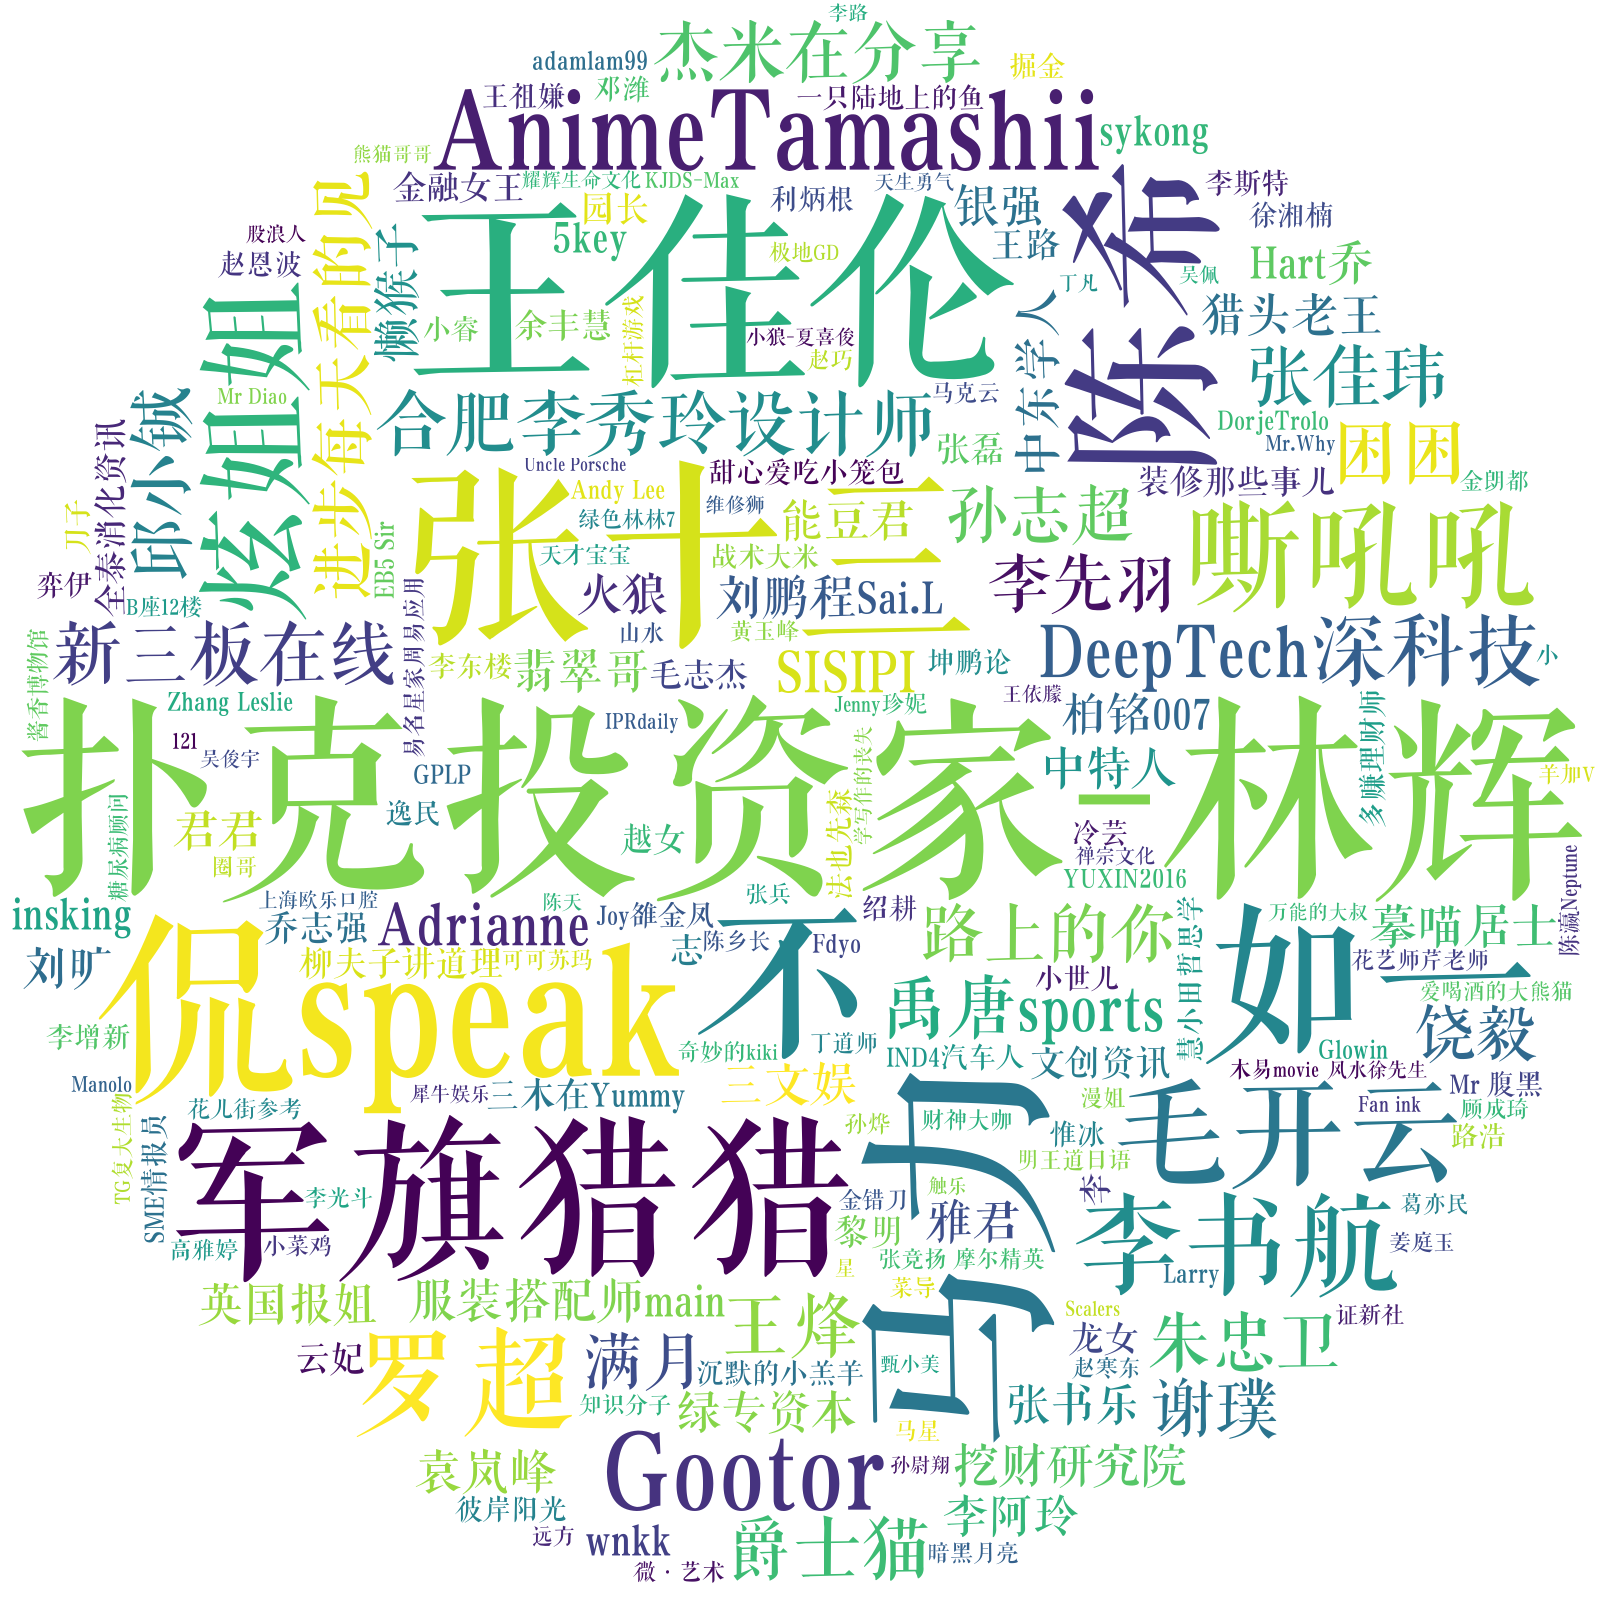 李路
杰米在分享
adamlam99
掘金
邓潍
王祖嫌
一只陆地上的鱼
AnimeTamashii
sykong
熊猫哥哥
金融女王
耀辉生命文化
KJDS-Max
利炳根
天生勇气
银强
李斯特
徐湘楠
园长
5key
王路
陈希
股浪人
赵恩波
进步每天看的见
懒猴子
王佳伦
极地GD
丁凡
吴佩
Hart乔
小睿
余丰慧
杠杆游戏
小狼-夏喜俊
赵巧
中东学人
猎头老王
炫姐姐
Mr Diao
马克云
张佳玮
邱小铖
合肥李秀玲设计师
张磊
DorjeTrolo
Mr.Why
困困
全泰消化资讯
Uncle Porsche
甜心爱吃小笼包
装修那些事儿
金朗都
刀子
EB5 Sir
张十三
Andy Lee
维修狮
绿色林林7
能豆君
孙志超
嘶吼吼
天才宝宝
战术大米
弈伊
B座12楼
易名星家周易应用
火狼
刘鹏程Sai.L
李先羽
新三板在线
山水
黄玉峰
DeepTech深科技
小
酱香博物馆
李东楼
翡翠哥
毛志杰
SISIPI
坤鹏论
王依朦
Zhang Leslie
IPRdaily
Jenny珍妮
柏铭007
多赚理财师
扑克投资家-林辉
121
吴俊宇
GPLP
学写作的丧失
中特人
羊加V
糖尿病顾问
君君
逸民
越女
法也先森
冷芸
禅宗文化
圈哥
YUXIN2016
陈瀛Neptune
insking
上海欧乐口腔
Adrianne
陈天
张兵
绍耕
乔志强
Joy雒金凤
路上的你
慧小田哲思学
万能的大叔
摹喵居士
刘旷
侃speak
柳夫子讲道理
可可苏玛
志
陈乡长
不
Fdyo
小世儿
如一
花艺师芹老师
爱喝酒的大熊猫
李增新
奇妙的kiki
丁道师
禹唐sports
饶毅
IND4汽车人
文创资讯
Glowin
Manolo
木易movie
风水徐先生
Mr 腹黑
TG复大生物
花儿街参考
犀牛娱乐
三木在Yummy
三文娱
马力
漫姐
毛开云
Fan ink
顾成琦
SME情报员
军旗猎猎
孙烨
财神大咖
惟冰
路浩
明王道日语
李光斗
金错刀
触乐
李
李书航
葛亦民
高雅婷
小菜鸡
黎明
雅君
姜庭玉
张竞扬 摩尔精英
星
Larry
英国报姐
服装搭配师main
王烽
菜导
Scalers
证新社
云妃
罗超
满月
沉默的小羔羊
甄小美
龙女
赵寒东
朱忠卫
知识分子
绿专资本
马星
张书乐
谢璞
袁岚峰
Gootor
孙尉翔
挖财研究院
彼岸阳光
远方
wnkk
爵士猫
李阿玲
暗黑月亮
微·艺术